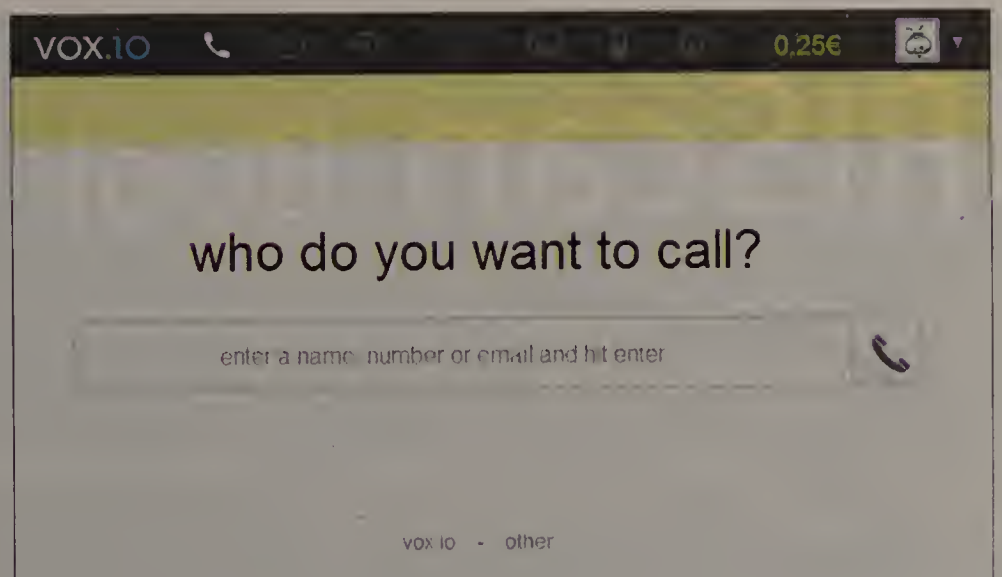 vox.io 0,25€
who do you want to call?
enter a name, number or email and hit enter
vox.io - other